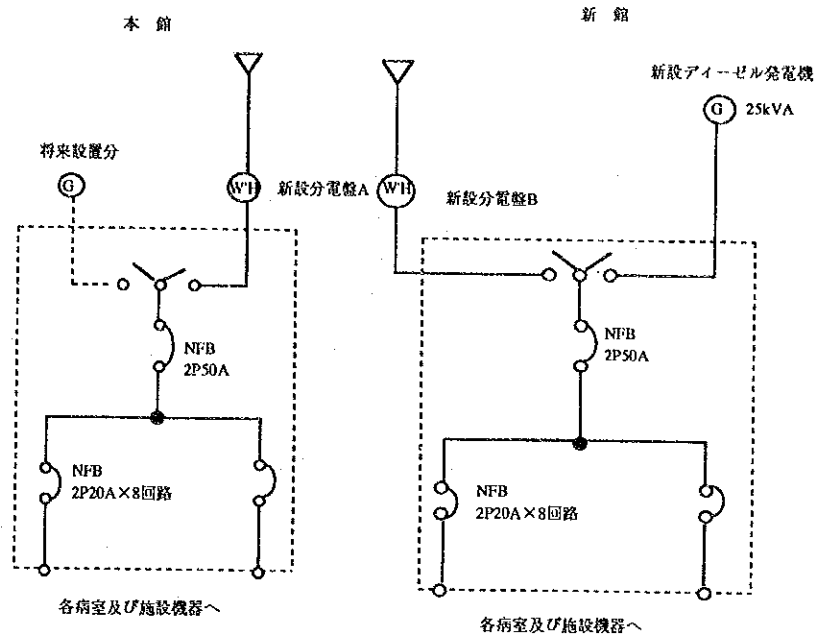 本 館
新 館
新設ディーゼル発電機
G
25kVA
将来設置分
G
WH
新設分電盤A
WH
新設分電盤B
NFB
2P50A
NFB
2P50A
NFB
2P20A×8回路
NFB
2P20A×8回路
各病室及び施設機器へ
各病室及び施設機器へ